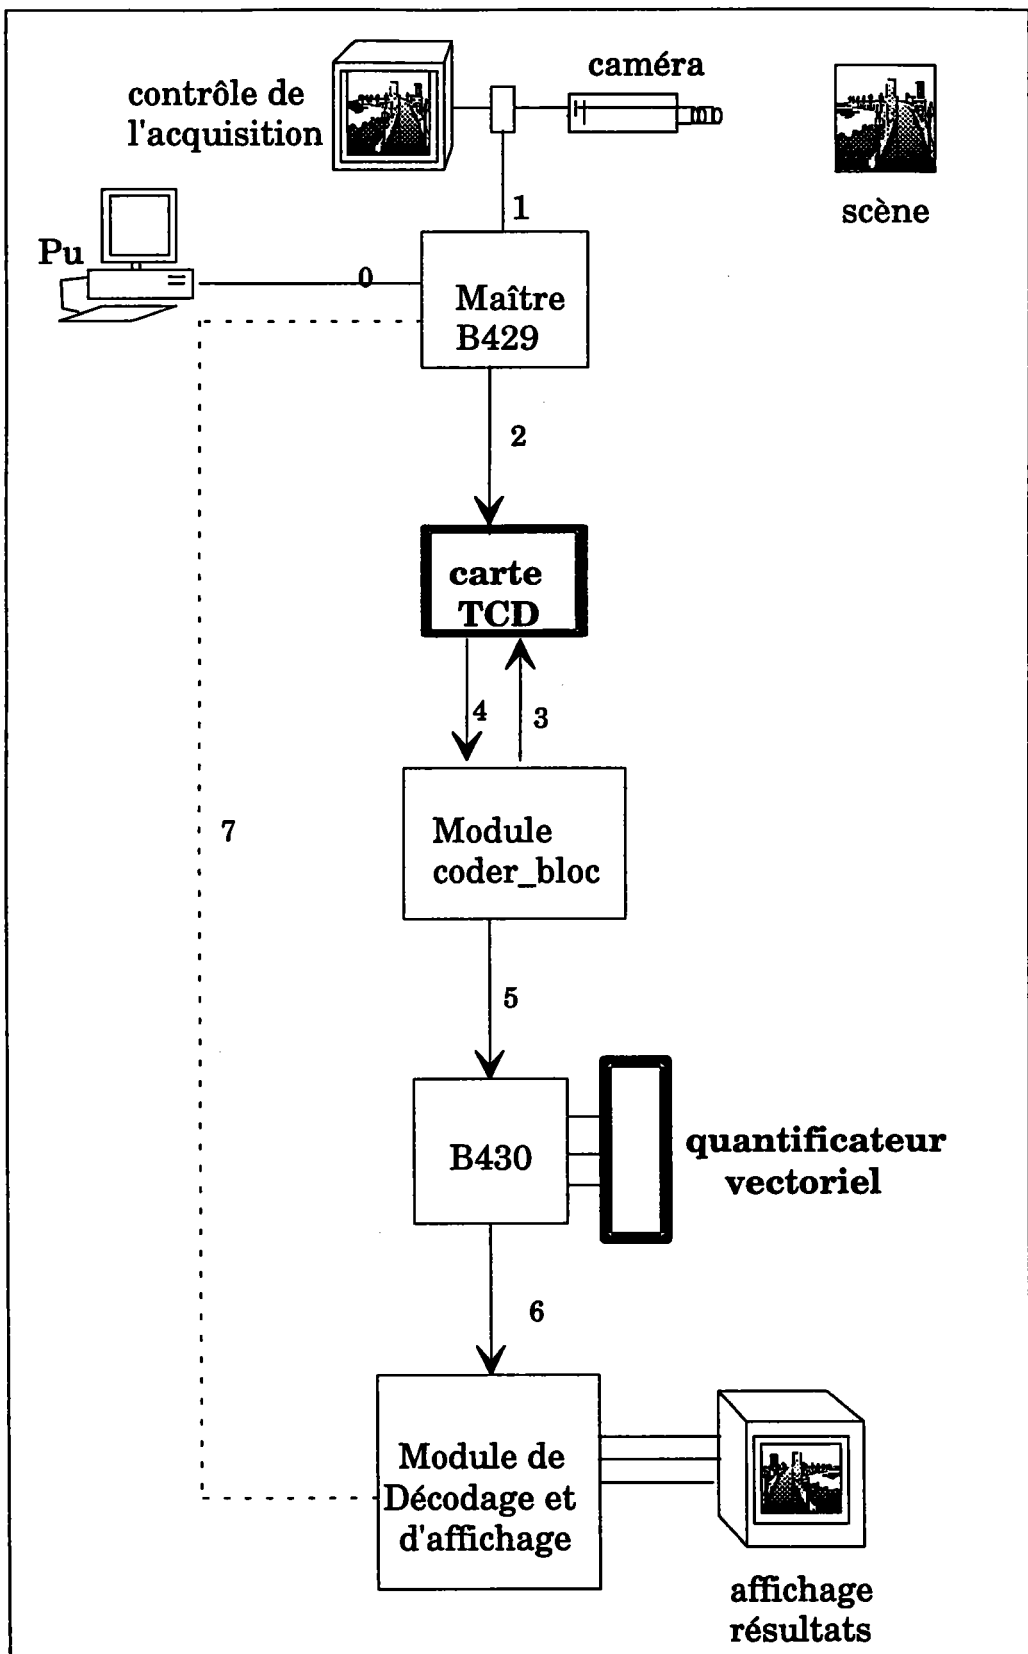 caméra
contrôle de
l'acquisition
scène
1
Pu
0
Maître
B429
2
carte
TCD
4
3
7
Module
coder_bloc
5
B430
quantificateur
vectoriel
6
Module de
Décodage et
d'affichage
affichage
résultats